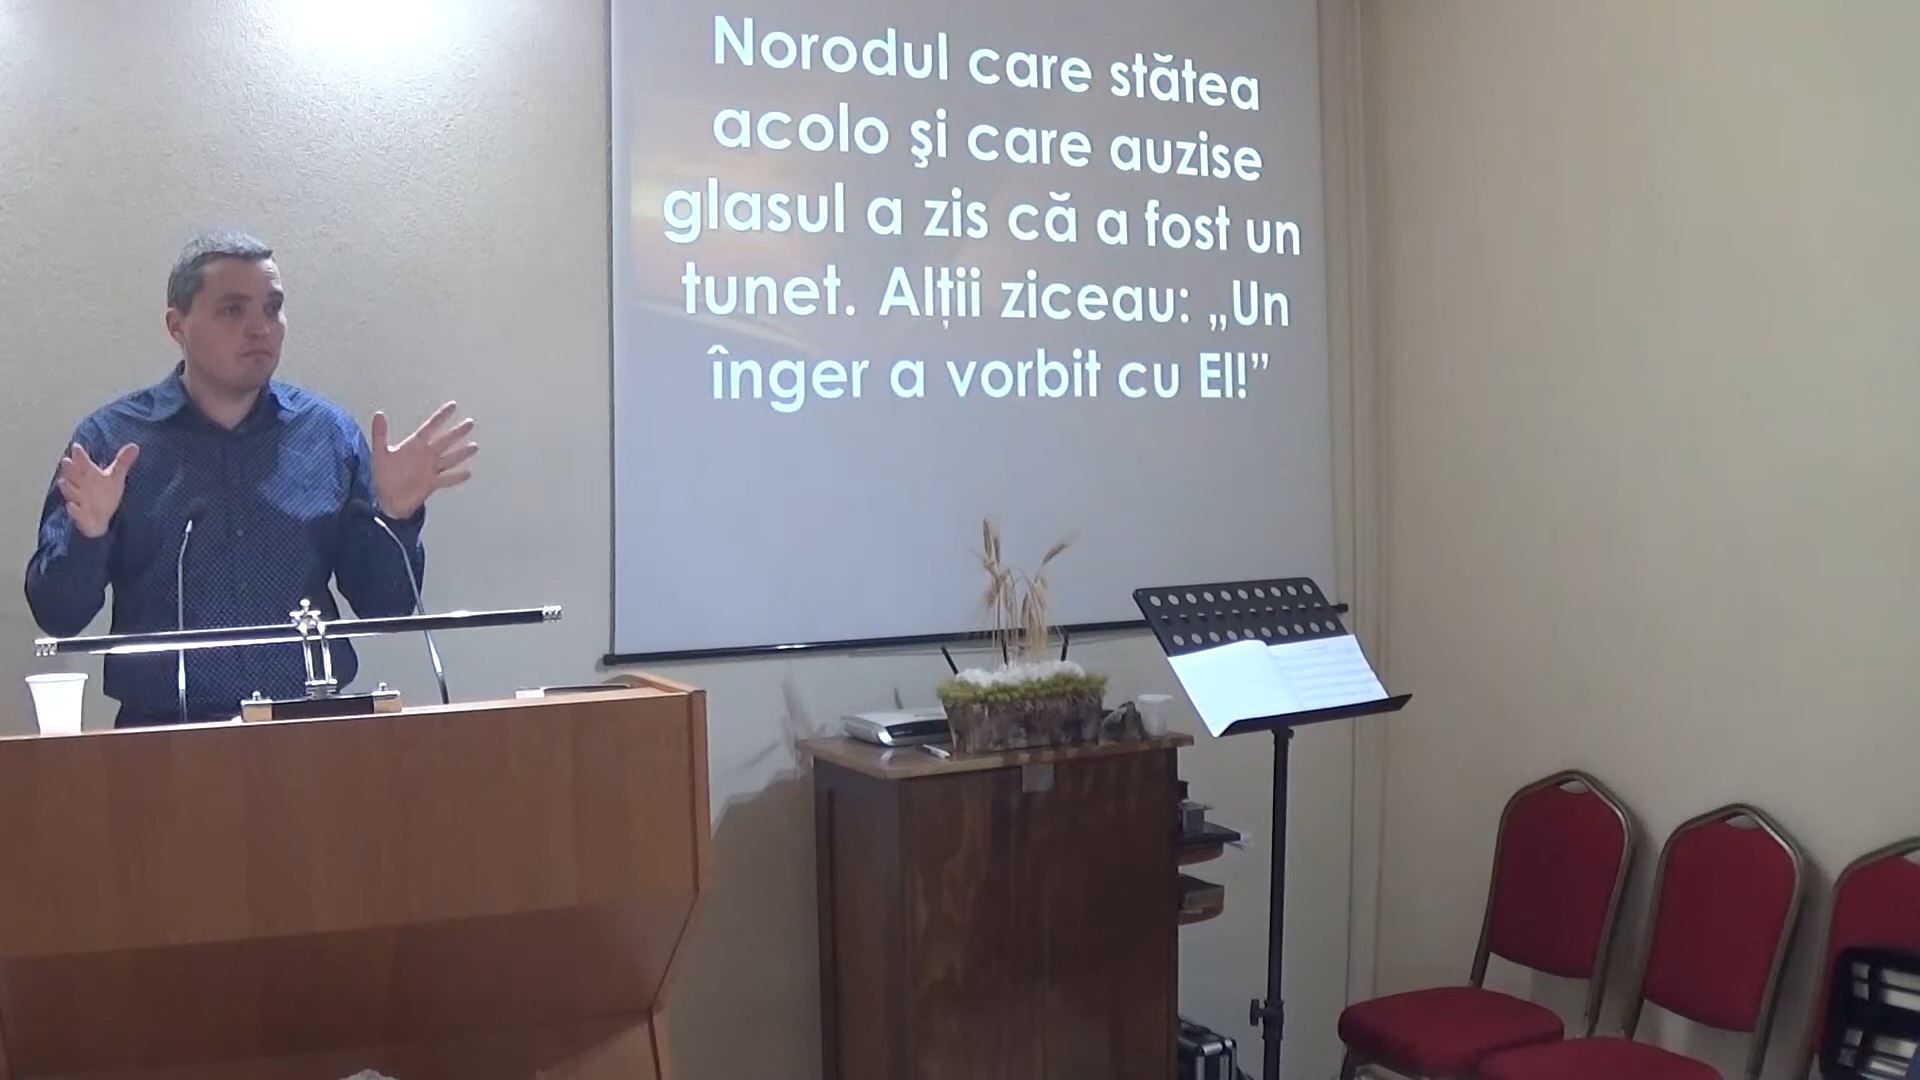 Norodul care stătea
acolo şi care auzise
glasul a zis că a fost un
tunet. Alţii ziceau: „Un
înger a vorbit cu El!”